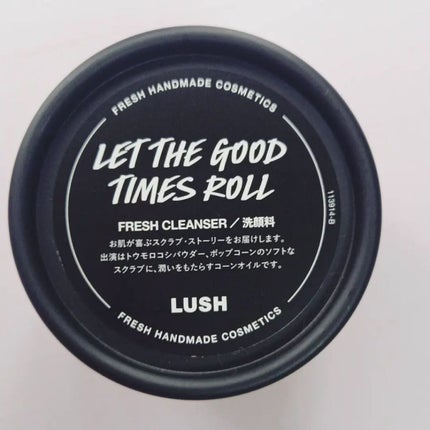 FRESH HANDMADE COSMETICS
LET THE GOOD
TIMES ROLL
FRESH CLEANSER / 洗顔料
お肌が喜ぶスクラブ・ストーリーをお届けします。
出演はトウモロコシパウダー、ポップコーンのソフトな
スクラブに、潤いをもたらすコーンオイルです。
LUSH
FRESH HANDMADE COSMETICS
113914-B